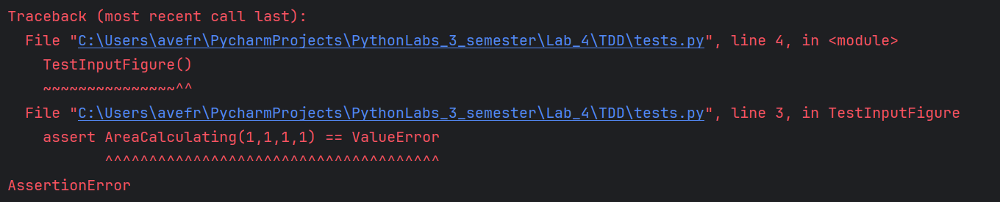 Traceback (most recent call last):
  File "C:\Users\avefr\PycharmProjects\PythonLabs_3_semester\Lab_4\TDD\tests.py", line 4, in <module>
    TestInputFigure()
    ~~~~~~~~~~~~~~~^^
  File "C:\Users\avefr\PycharmProjects\PythonLabs_3_semester\Lab_4\TDD\tests.py", line 3, in TestInputFigure
    assert AreaCalculating(1,1,1,1) == ValueError
           ^^^^^^^^^^^^^^^^^^^^^^^^^^^^^^^^^^^^^^
AssertionError